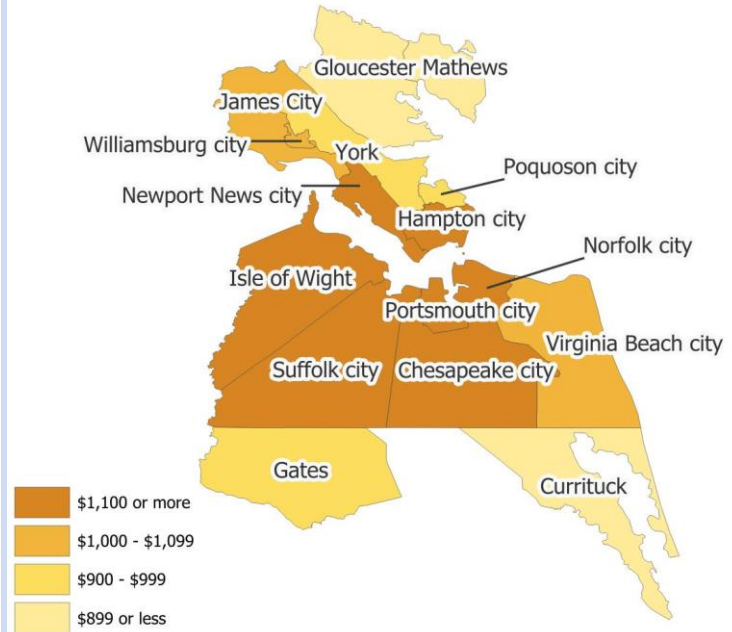 Gloucester Mathews
James City
Williamsburg city
York
Poquoson city
Newport News city
Hampton city
Norfolk city
Isle of Wight
Portsmouth city
Virginia Beach city
Suffolk city
Chesapeake city
Gates
Currituck
$1,100 or more
$1,000 - $1,099
$900 - $999
$899 or less